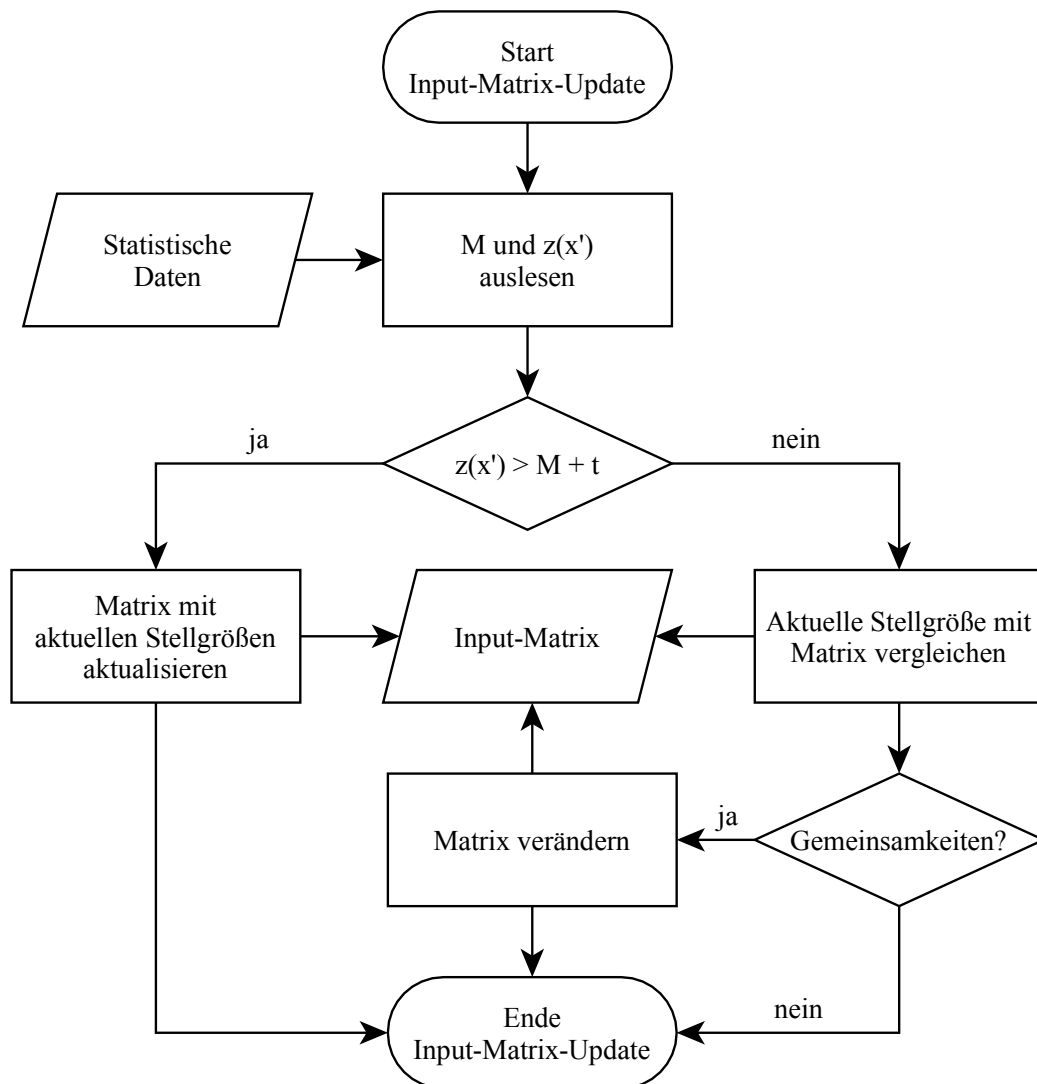 Start
Input-Matrix-Update
Statistische
Daten
M und z(x')
auslesen
ja
nein
z(x') > M + t
Matrix mit
aktuellen Stellgrößen
aktualisieren
Input-Matrix
Aktuelle Stellgröße mit
Matrix vergleichen
Matrix verändern
ja
Gemeinsamkeiten?
Ende
Input-Matrix-Update
nein